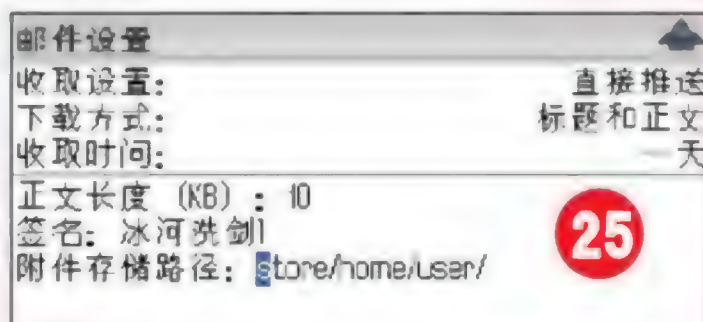 邮件设置
收取设置: 直接推送
下载方式: 标题和正文
收取时间: 一天
正文长度 (KB) : 10
签名: 冰河洗剑1
附件存储路径: store/home/user/
25